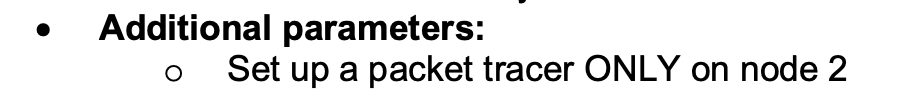 • Additional parameters:
o Set up a packet tracer ONLY on node 2